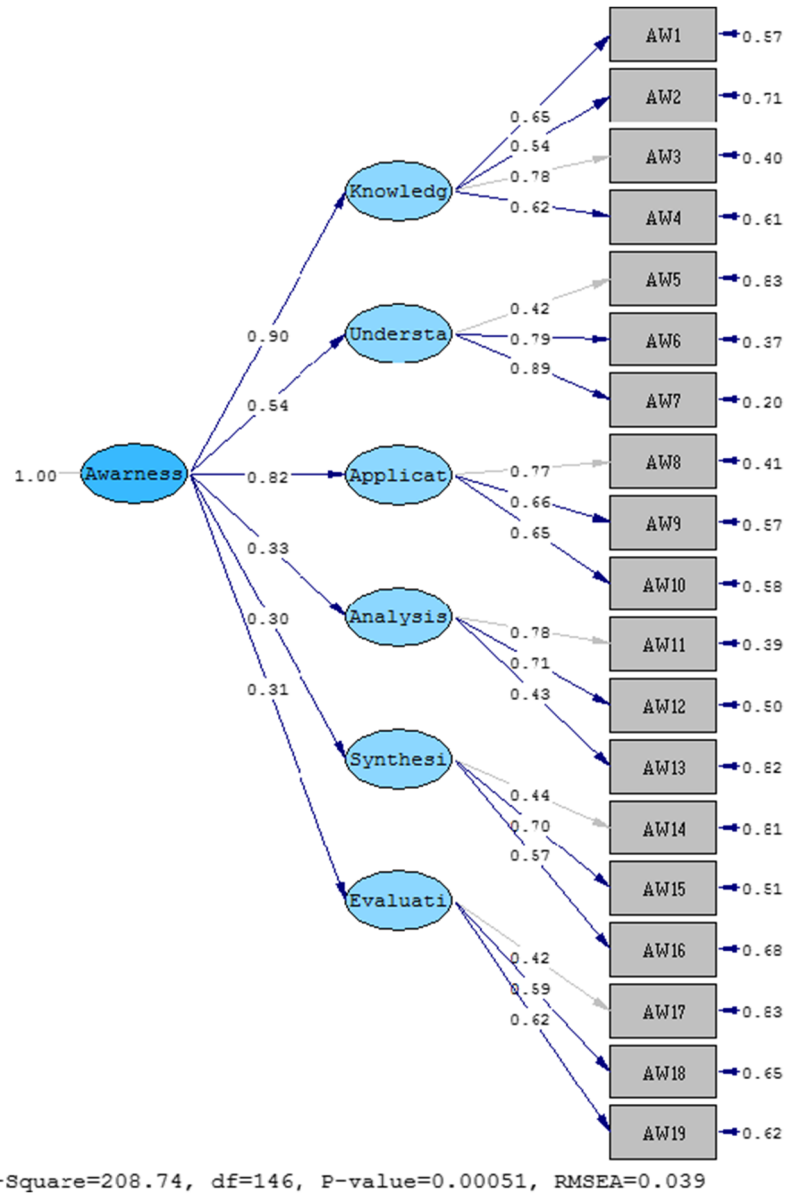 AW1
0.57
AW2
0.71
0.65
0.54
AW3
0.40
0.78
Knowledg
0.62
AW4
0.61
AW5
0.83
0.42
Understa
0.90
0.79
AW6
0.37
0.89
AW7
0.20
0.54
AW8
0.41
0.77
1.00
Awarness
0.82
Applicat
0.66
AW9
0.57
0.65
0.33
AW10
0.58
0.30
Analysis
0.78
AW11
0.39
0.71
0.31
0.43
AW12
0.50
Synthesi
AW13
0.82
0.44
0.70
AW14
0.81
0.57
AW15
0.51
Evaluati
AW16
0.68
0.42
0.59
AW17
0.83
0.62
AW18
0.65
AW19
0.62
-Square=208.74, df=146, P-value=0.00051, RMSEA=0.039